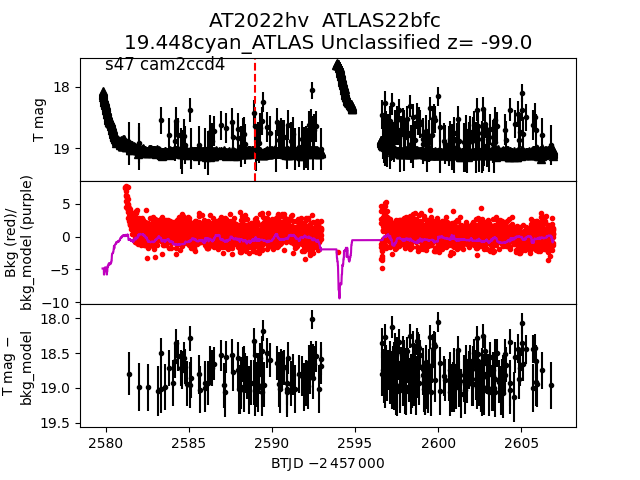 AT2022hv  ATLAS22bfc
19.448cyan_ATLAS Unclassified z= -99.0
s47 cam2ccd4
T mag
18
19
Bkg (red)/
bkg_model (purple)
5
0
−5
−10
T mag −
bkg_model
18.0
18.5
19.0
19.5
2580
2585
2590
2595
2600
2605
BTJD −2 457 000